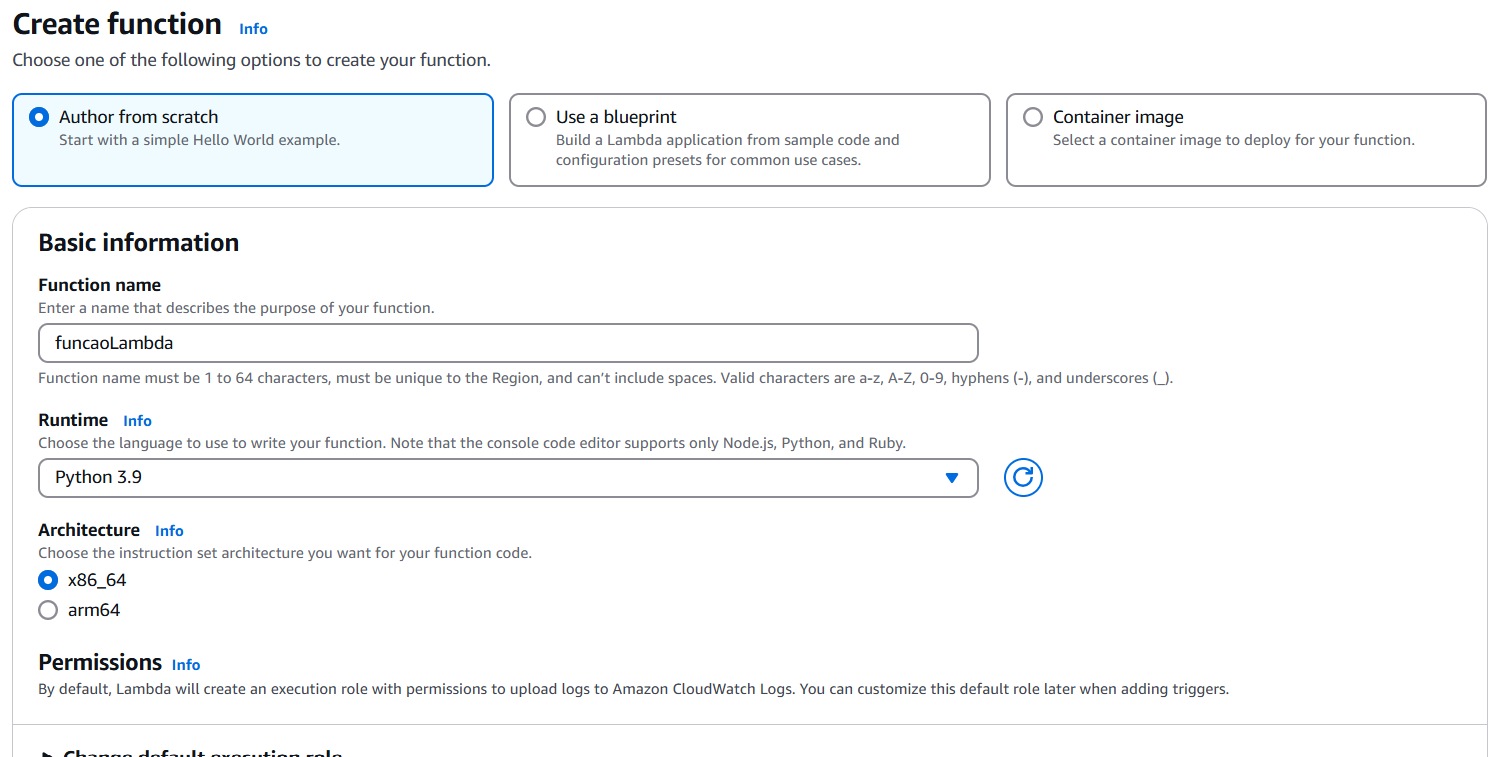 Create function Info
Choose one of the following options to create your function.
Author from scratch
Start with a simple Hello World example.
Use a blueprint
Build a Lambda application from sample code and
configuration presets for common use cases.
Container image
Select a container image to deploy for your function.
Basic information
Function name
Enter a name that describes the purpose of your function.
funcaoLambda
Function name must be 1 to 64 characters, must be unique to the Region, and can't include spaces. Valid characters are a-z, A-Z, 0-9, hyphens (-), and underscores (_).
Runtime Info
Choose the language to use to write your function. Note that the console code editor supports only Node.js, Python, and Ruby.
Python 3.9
Architecture Info
Choose the instruction set architecture you want for your function code.
x86_64
arm64
Permissions Info
By default, Lambda will create an execution role with permissions to upload logs to Amazon CloudWatch Logs. You can customize this default role later when adding triggers.
Change default execution role